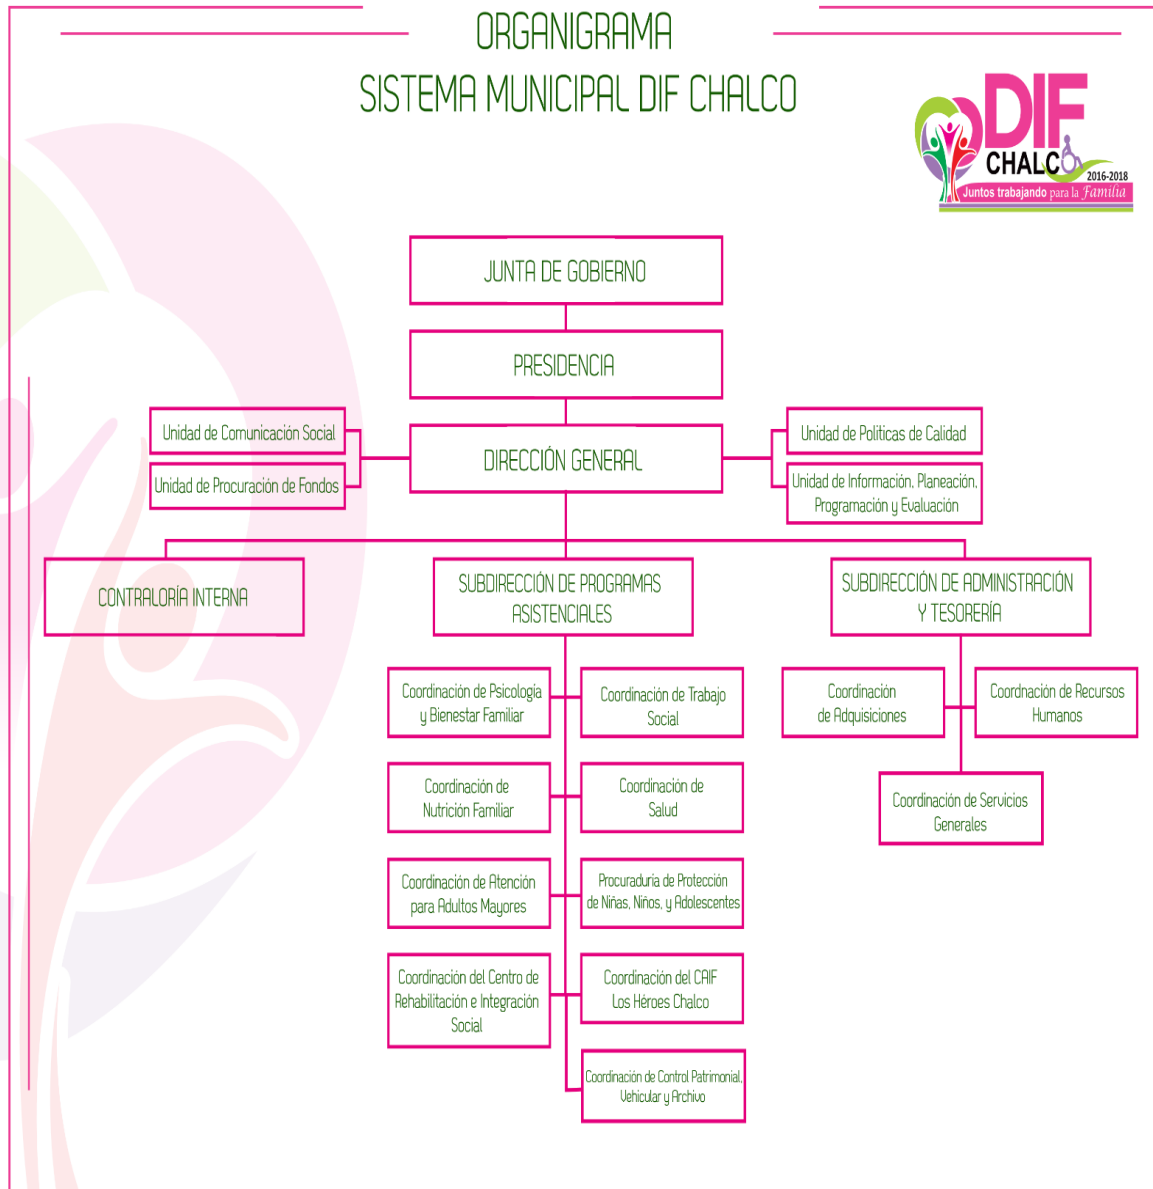 ORGANIGRAMA
SISTEMA MUNICIPAL DIF CHALCO
DIF
CHALCO
2016-2018
Juntos trabajando para la Familia
JUNTA DE GOBIERNO
PRESIDENCIA
Unidad de Comunicación Social
Unidad de Procuración de Fondos
DIRECCIÓN GENERAL
Unidad de Políticas de Calidad
Unidad de Información, Planeación,
Programación y Evaluación
CONTRALORÍA INTERNA
SUBDIRECCIÓN DE PROGRAMAS
ASISTENCIALES
SUBDIRECCIÓN DE ADMINISTRACIÓN
Y TESORERÍA
Coordinación de Psicología
y Bienestar Familiar
Coordinación de Trabajo
Social
Coordinación
de Adquisiciones
Coordnación de Recursos
Humanos
Coordinación de
Nutrición Familiar
Coordinación de
Salud
Coordinación de Servicios
Generales
Coordinación de Atención
para Adultos Mayores
Procuraduría de Protección
de Niñas, Niños, y Adolescentes
Coordinación del Centro de
Rehabilitación e Integración
Social
Coordinación del CAIF
Los Héroes Chalco
Coordinación de Control Patrimonial,
Vehicular y Archivo